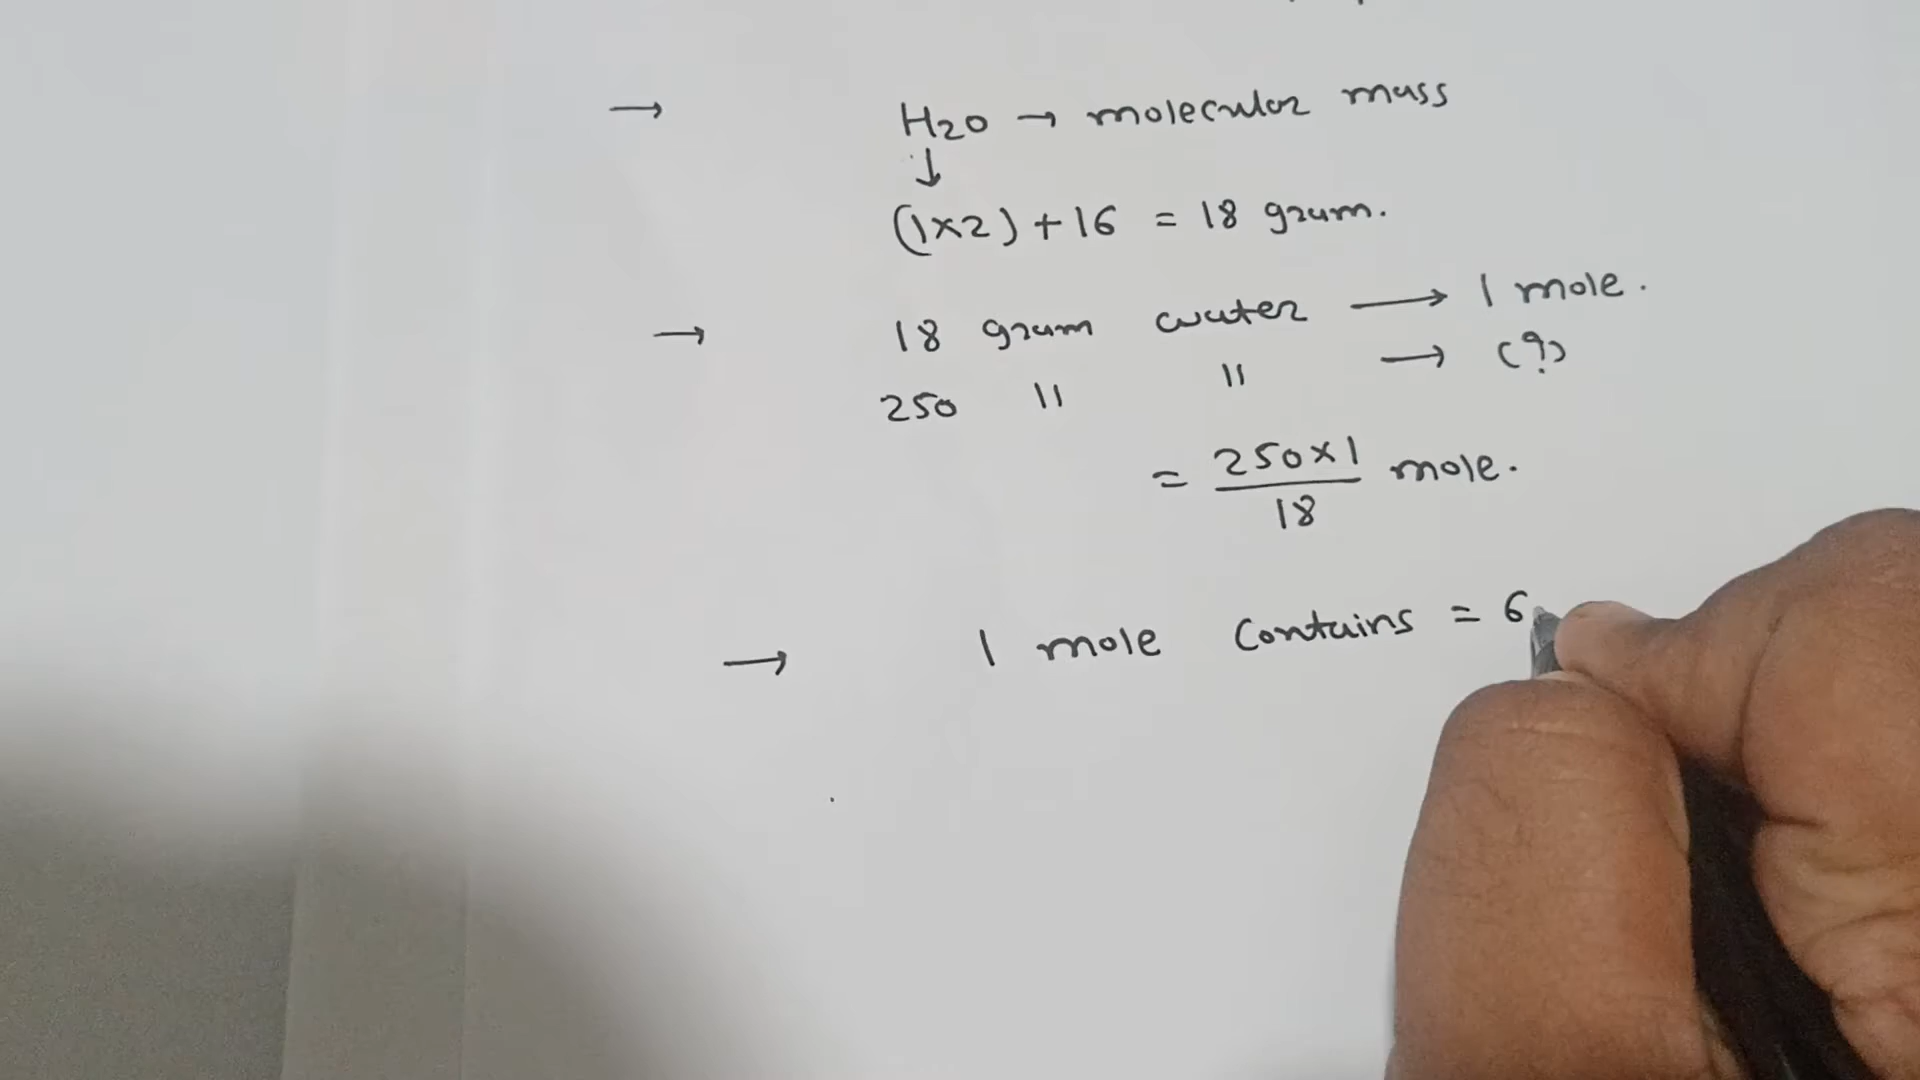 → H2O → molecular mass
↓
(1×2) + 16 = 18 gram.
→ 18 gram water → 1 mole.
250 " " → (?)
= 250×1 / 18 mole.
→ 1 mole contains = 6